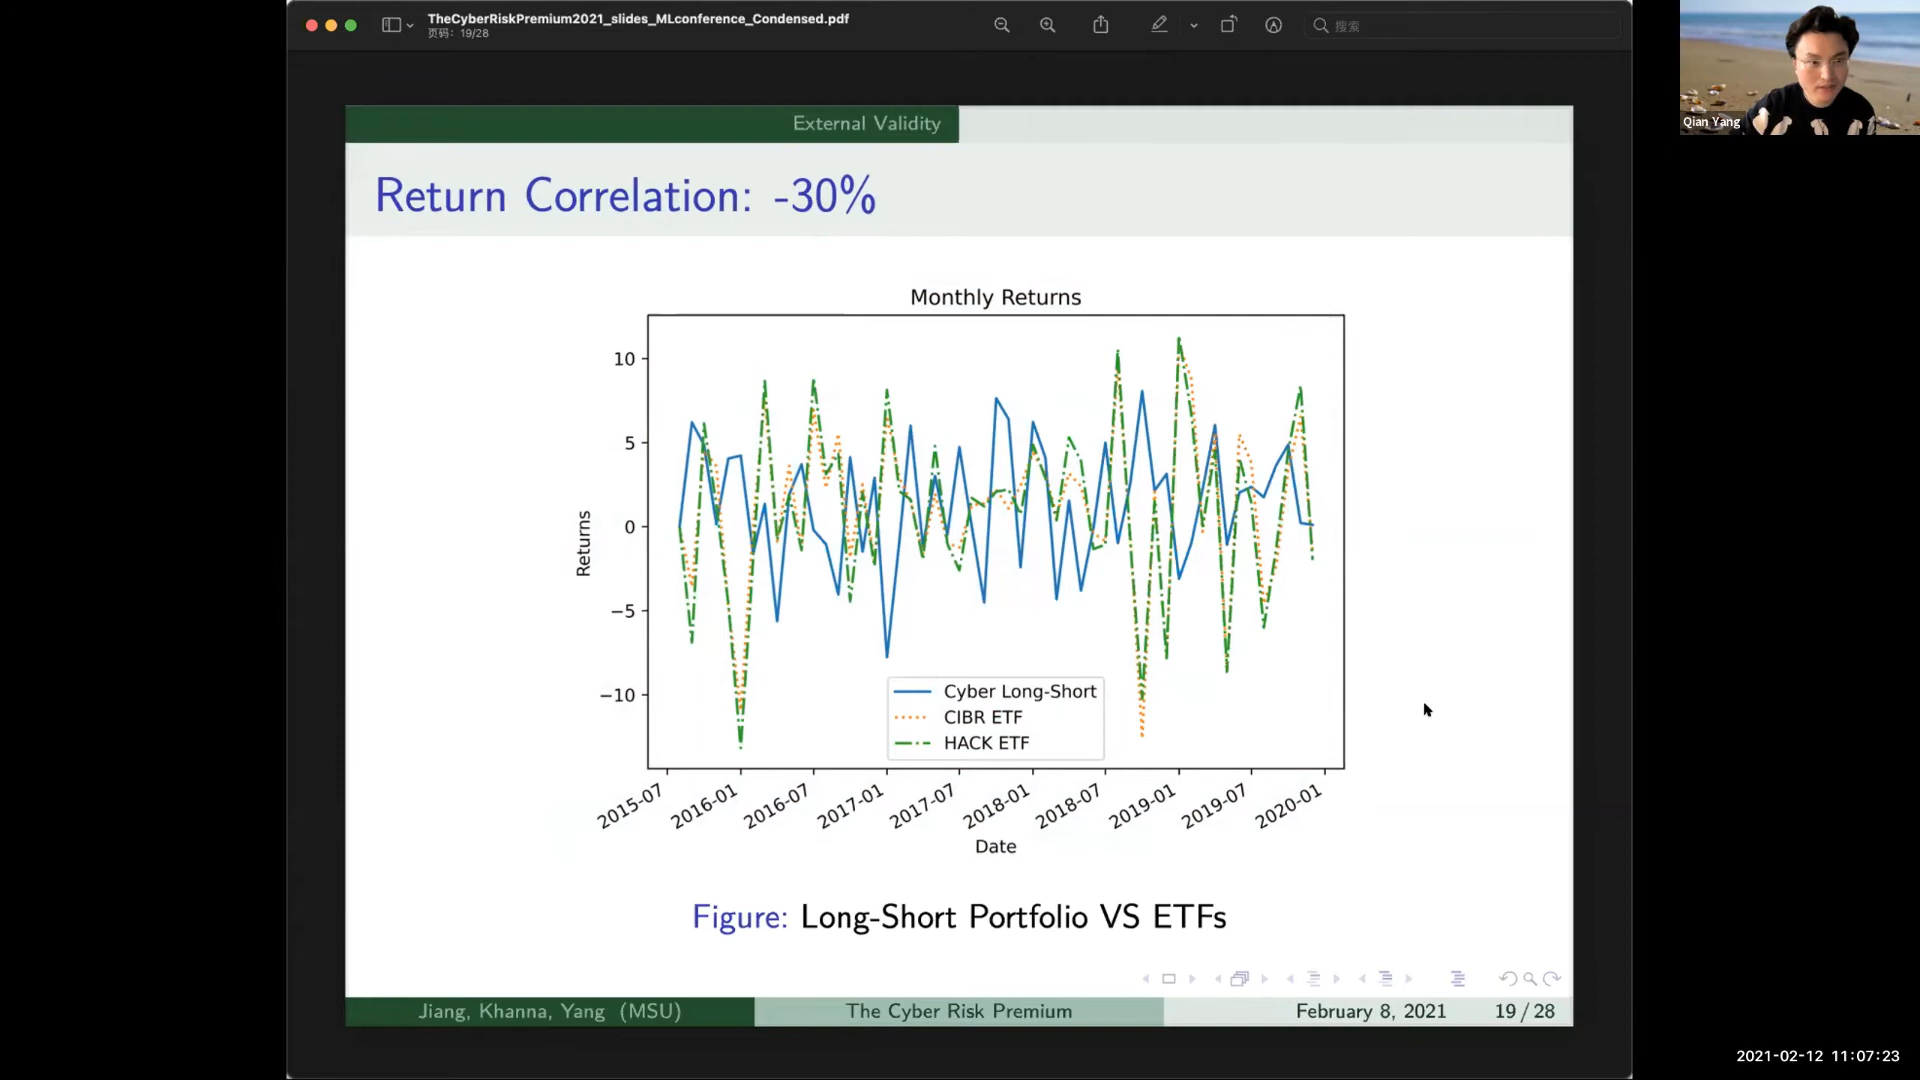 TheCyberRiskPremium2021_slides_MLconference_Condensed.pdf
页码：19/28
搜索
Qian Yang
External Validity
Return Correlation: -30%
Monthly Returns
10
5
0
−5
−10
Returns
Cyber Long-Short
CIBR ETF
HACK ETF
2015-07
2016-01
2016-07
2017-01
2017-07
2018-01
2018-07
2019-01
2019-07
2020-01
Date
Figure: Long-Short Portfolio VS ETFs
Jiang, Khanna, Yang (MSU)
The Cyber Risk Premium
February 8, 2021
19 / 28
2021-02-12 11:07:23